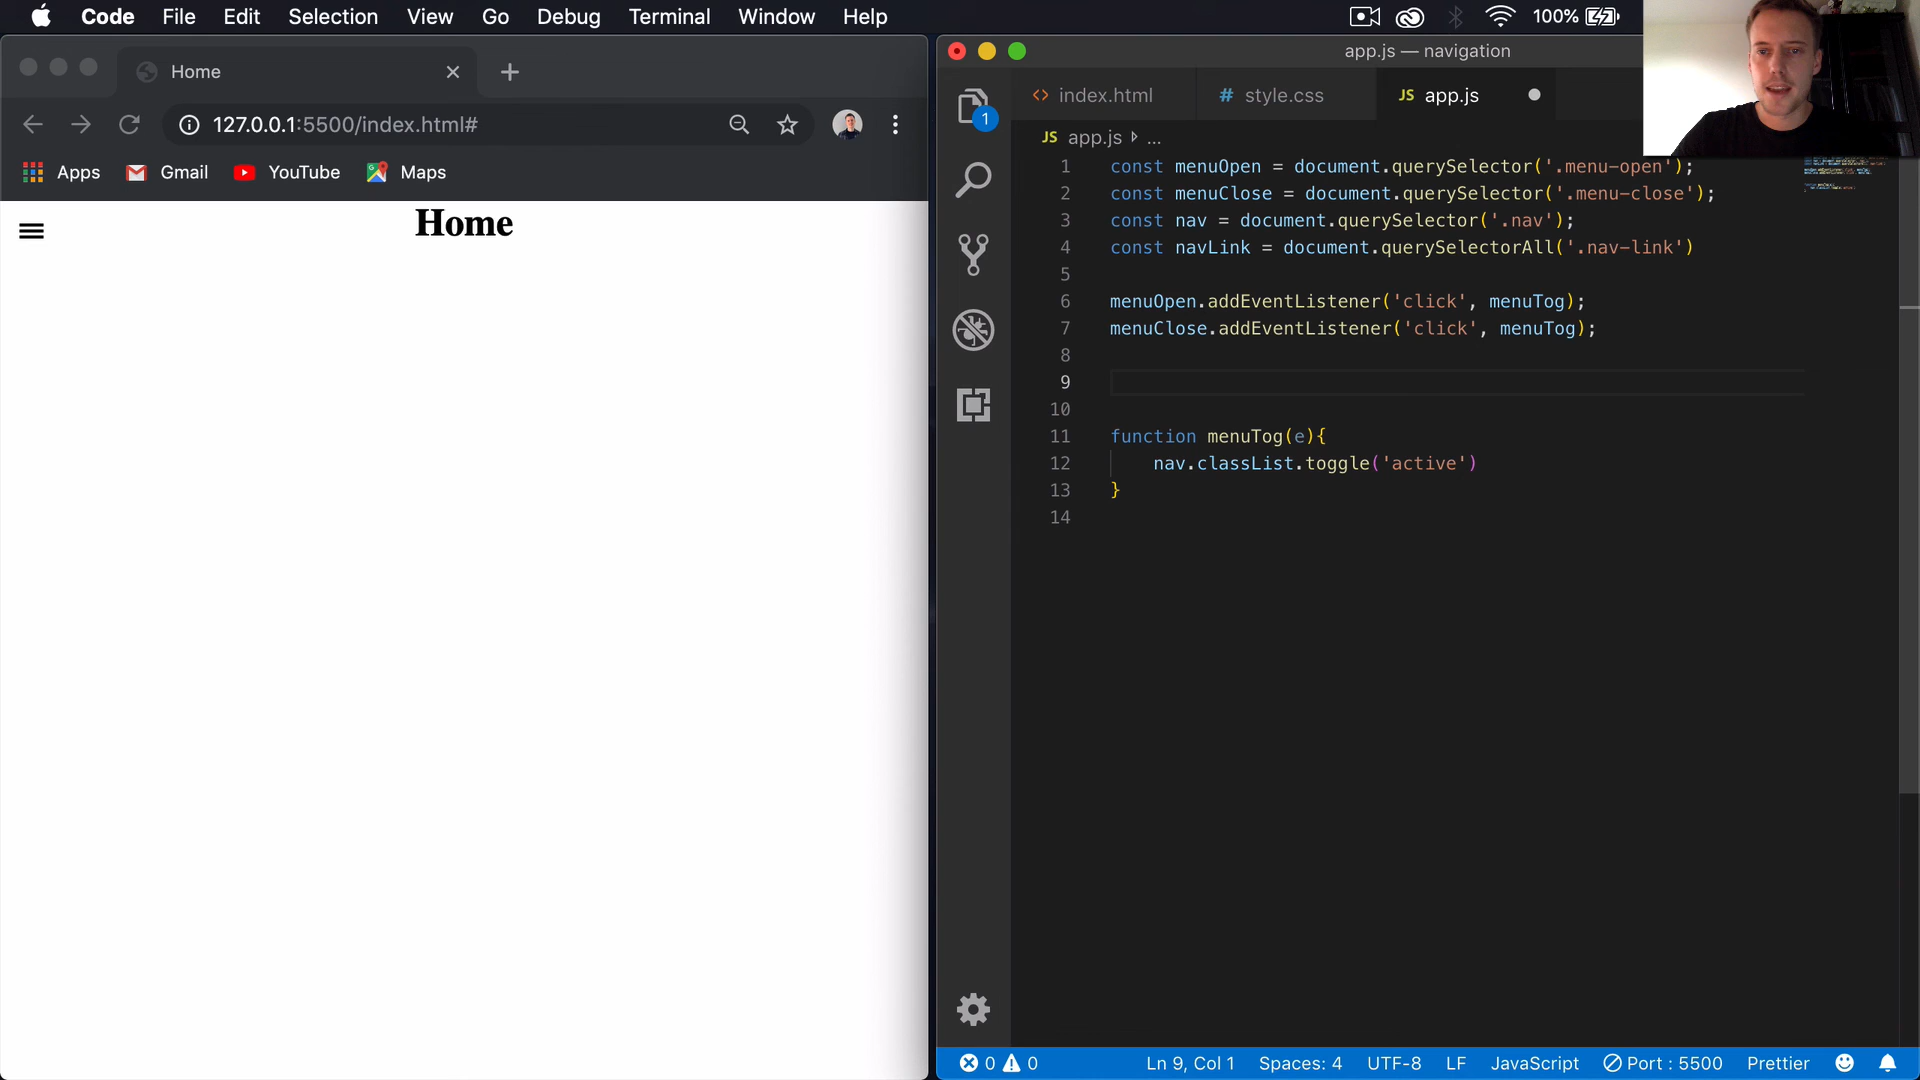 Code File Edit Selection View Go Debug Terminal Window Help 100%
Home
127.0.0.1:5500/index.html#
Apps Gmail YouTube Maps
Home
app.js — navigation
index.html # style.css JS app.js
JS app.js ...
1 const menuOpen = document.querySelector('.menu-open');
2 const menuClose = document.querySelector('.menu-close');
3 const nav = document.querySelector('.nav');
4 const navLink = document.querySelectorAll('.nav-link')
5
6 menuOpen.addEventListener('click', menuTog);
7 menuClose.addEventListener('click', menuTog);
8
9
10
11 function menuTog(e){
12 nav.classList.toggle('active')
13 }
14
1
0 0 Ln 9, Col 1 Spaces: 4 UTF-8 LF JavaScript Port : 5500 Prettier